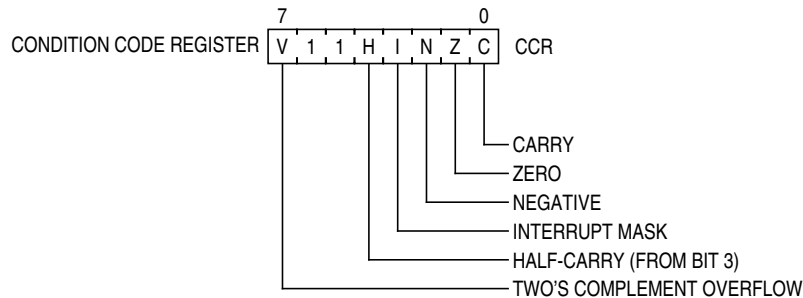 7 0
CONDITION CODE REGISTER V 1 1 H I N Z C CCR
CARRY
ZERO
NEGATIVE
INTERRUPT MASK
HALF-CARRY (FROM BIT 3)
TWO'S COMPLEMENT OVERFLOW